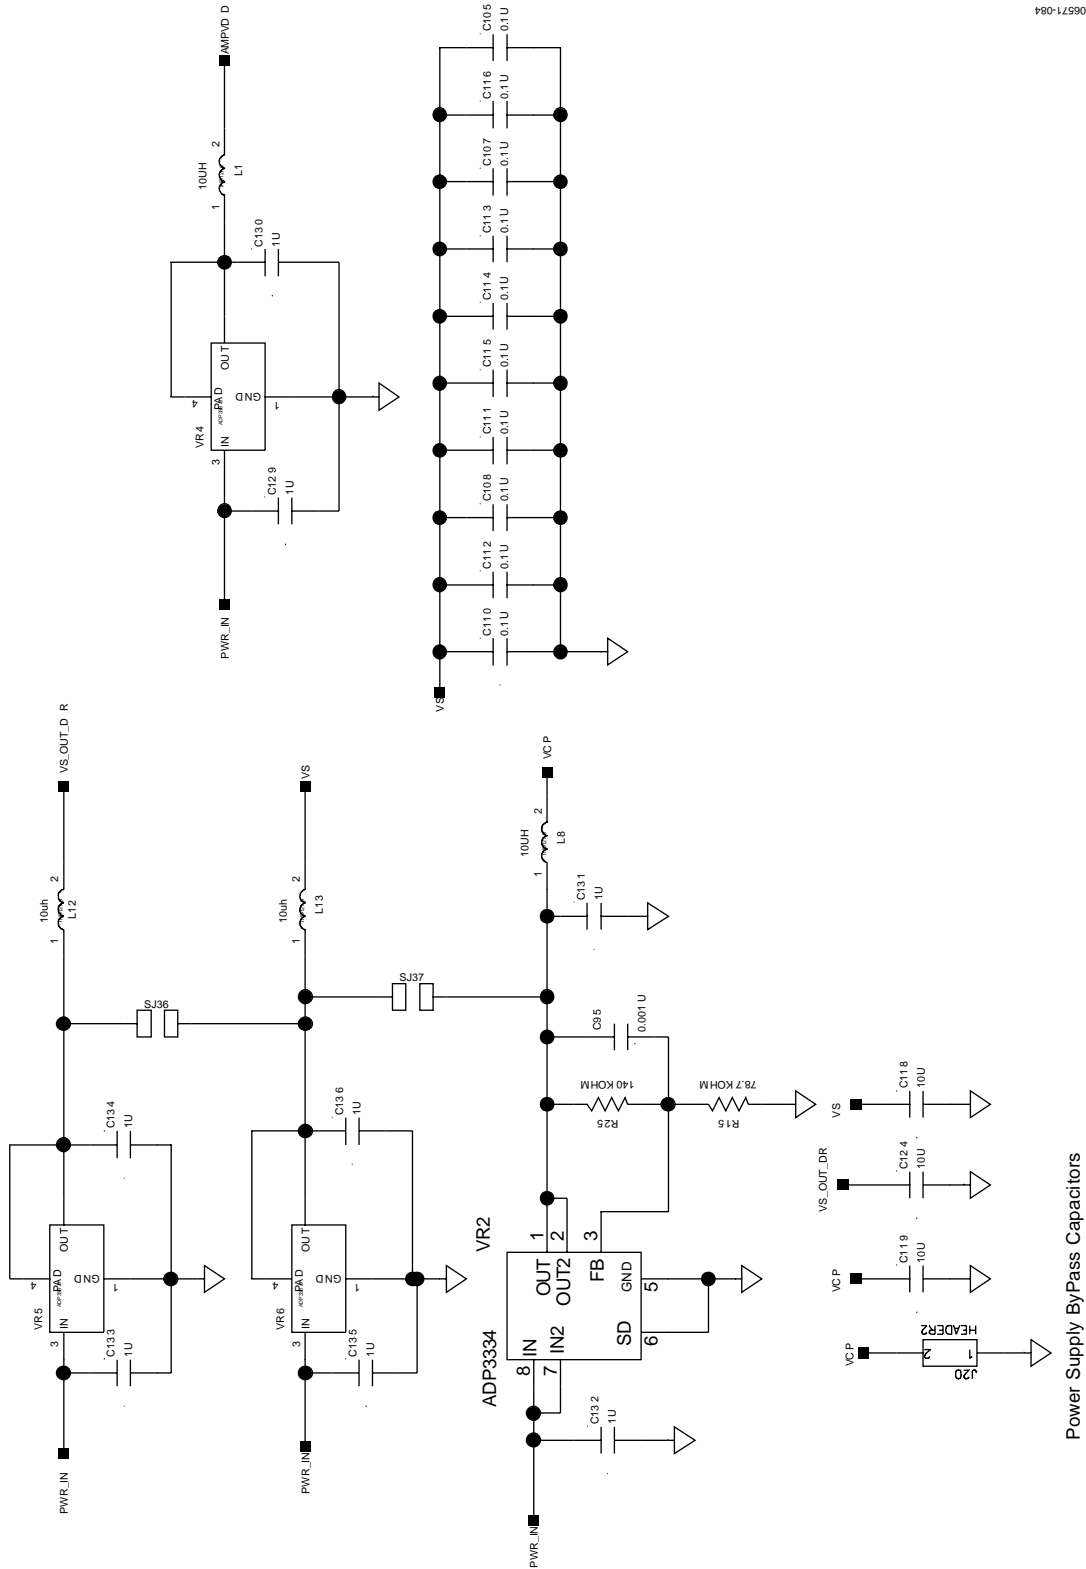 06571-084
PWR_IN
3
IN
VR5
PAD
OUT
4
GND
1
C133
1U
C134
1U
SJ36
10uh
1
2
L12
VS_OUT_D R
PWR_IN
3
IN
VR6
PAD
OUT
4
GND
1
C135
1U
C136
1U
SJ37
10uh
1
2
L13
VS
PWR_IN
C132
1U
ADP3334
VR2
8
IN
7
IN2
OUT
1
OUT2
2
FB
3
SD
6
GND
5
R25
140 KOHM
C95
0.001 U
R15
78.7 KOHM
C131
1U
10UH
1
2
L8
VCP
PWR_IN
3
IN
VR4
PAD
OUT
4
GND
1
C129
1U
C130
1U
10UH
1
2
L1
AMPVD D
VS
C110
0.1U
C112
0.1U
C108
0.1U
C111
0.1U
C115
0.1U
C114
0.1U
C113
0.1U
C107
0.1U
C116
0.1U
C105
0.1U
VCP
2
1
J20
HEADER2
VCP
C119
10U
VS_OUT_DR
C124
10U
VS
C118
10U
Power Supply ByPass Capacitors